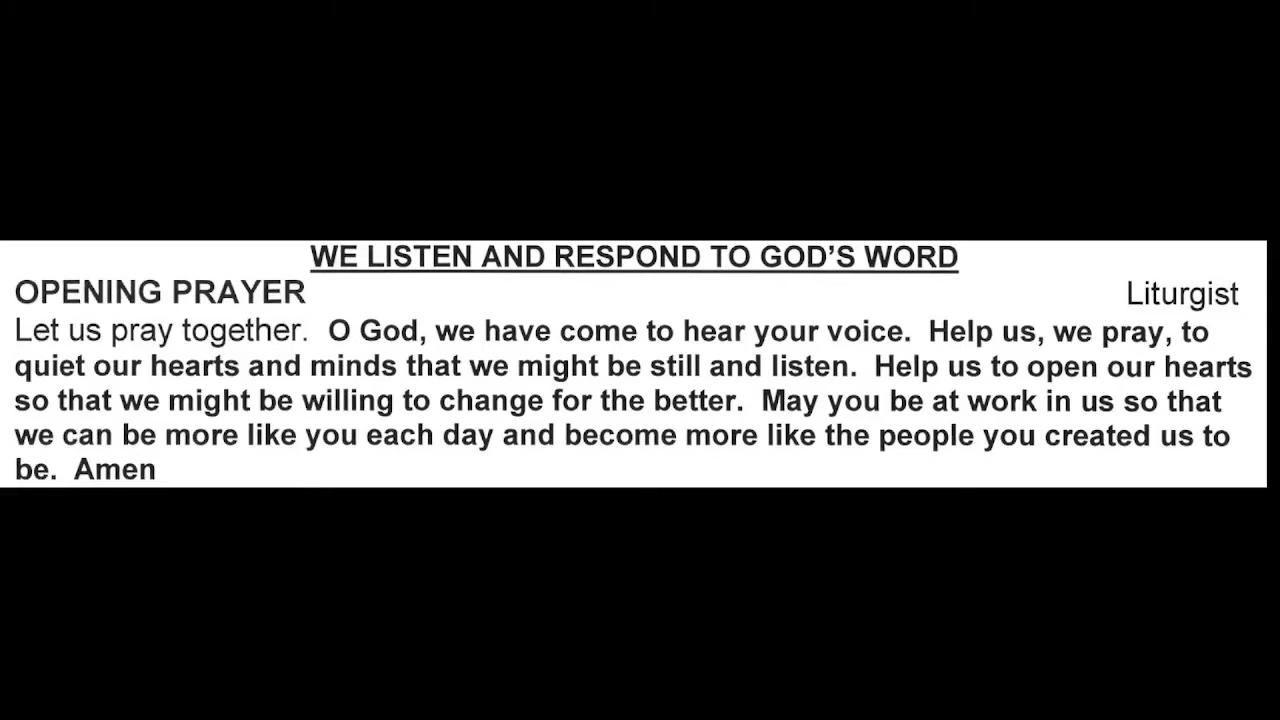 WE LISTEN AND RESPOND TO GOD’S WORD
OPENING PRAYER Liturgist
Let us pray together. O God, we have come to hear your voice. Help us, we pray, to
quiet our hearts and minds that we might be still and listen. Help us to open our hearts
so that we might be willing to change for the better. May you be at work in us so that
we can be more like you each day and become more like the people you created us to
be. Amen